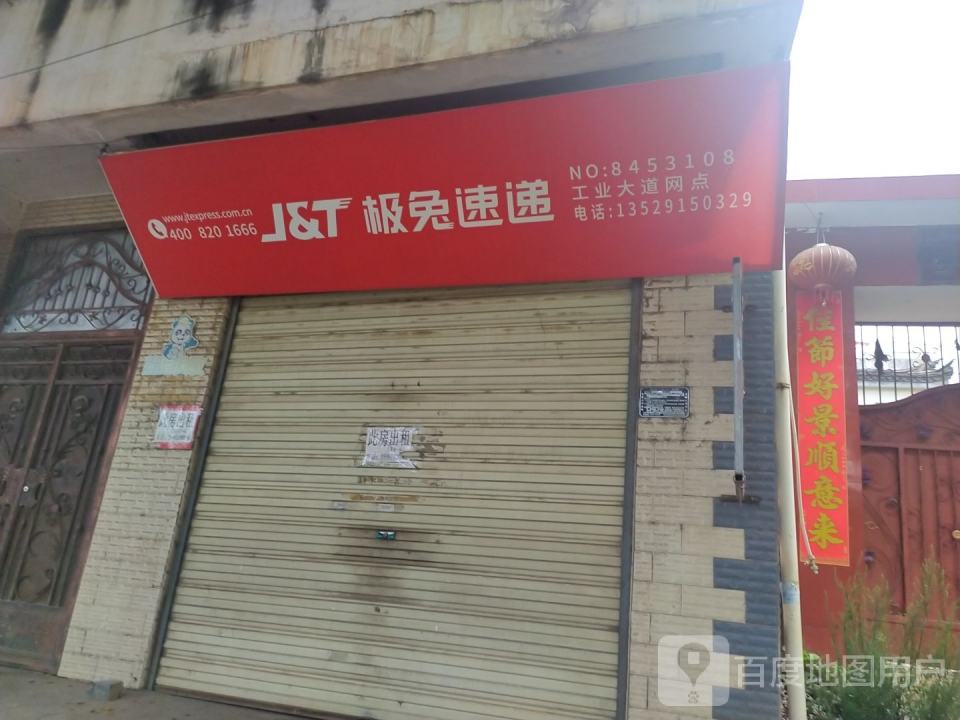 www.jtexpress.com.cn
400 820 1666
J&T 极兔速递
NO:8453108
工业大道网点
电话:13529150329
此房出租
此房出租
佳節好景順意来
百度地图用户